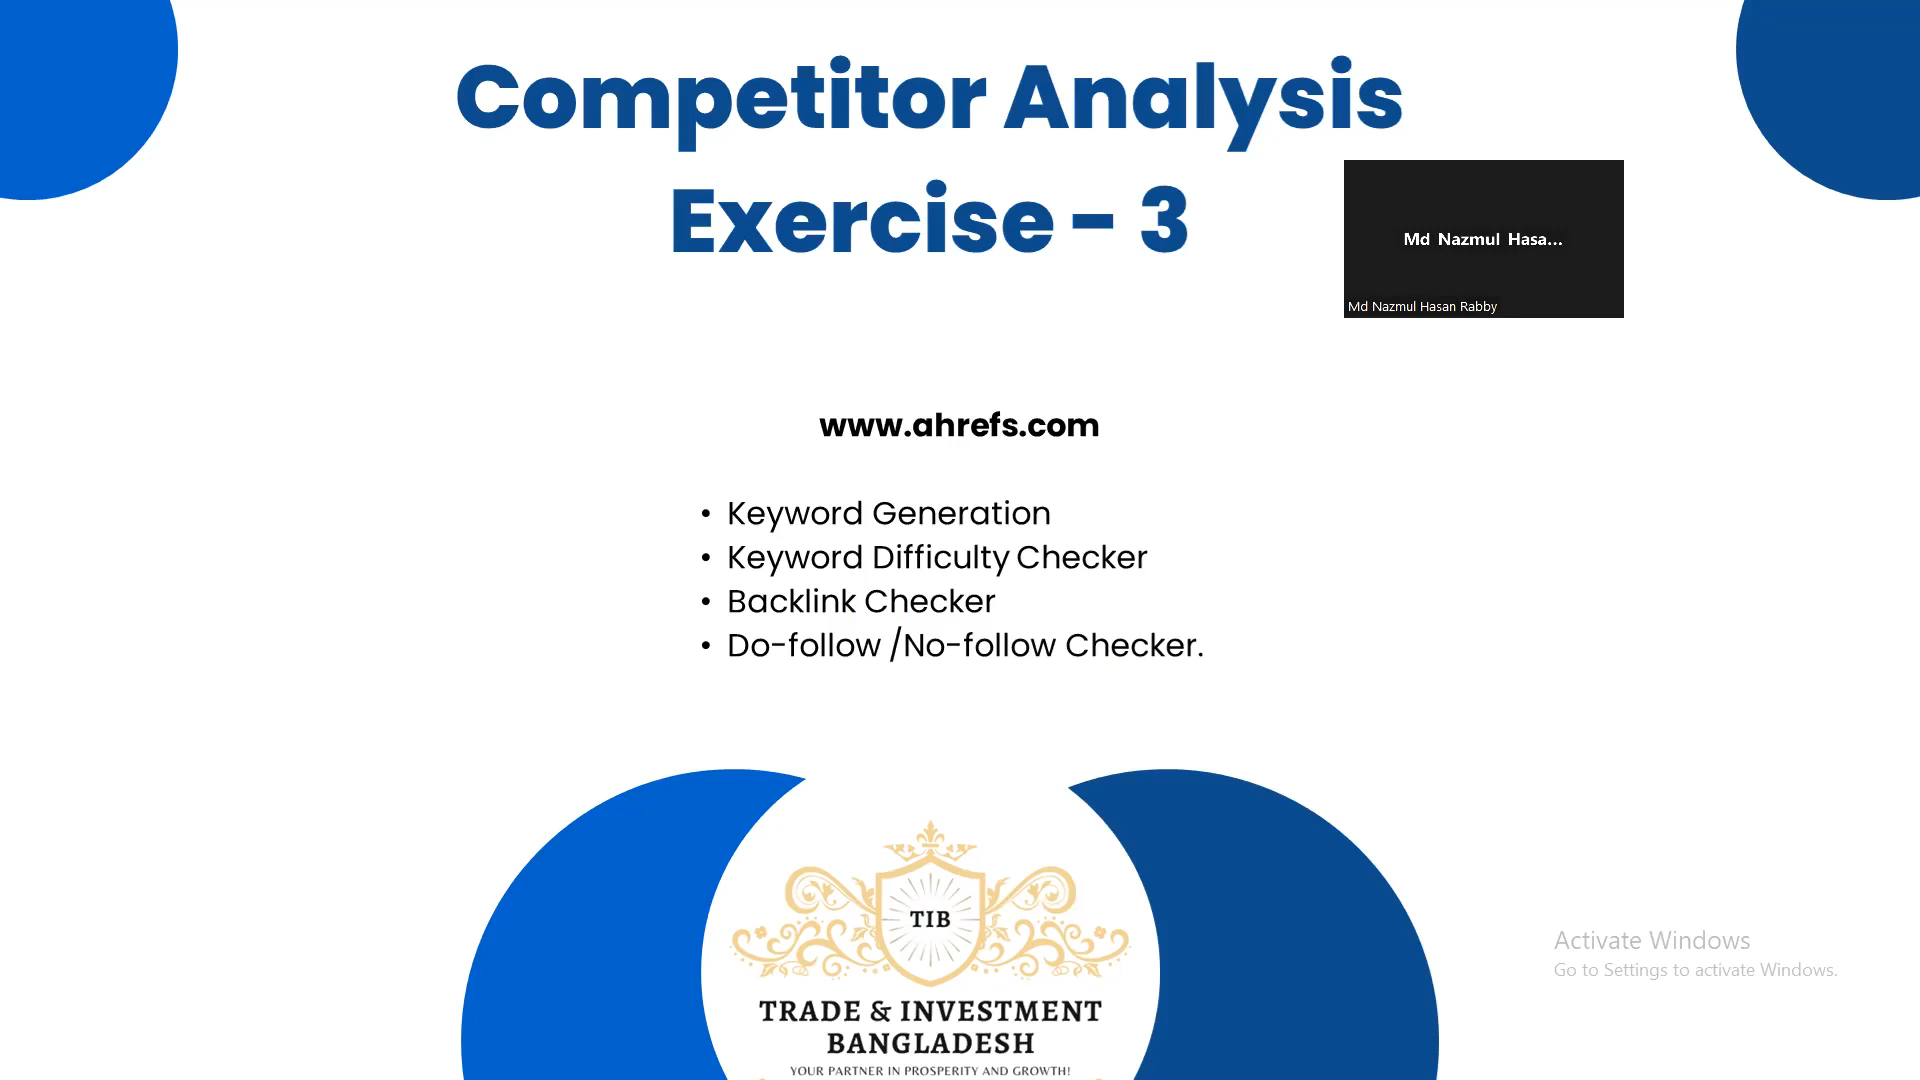 Competitor Analysis
Exercise - 3
Md Nazmul Hasa...
Md Nazmul Hasan Rabby
www.ahrefs.com
• Keyword Generation
• Keyword Difficulty Checker
• Backlink Checker
• Do-follow /No-follow Checker.
TIB
TRADE & INVESTMENT
BANGLADESH
YOUR PARTNER IN PROSPERITY AND GROWTH!
Activate Windows
Go to Settings to activate Windows.